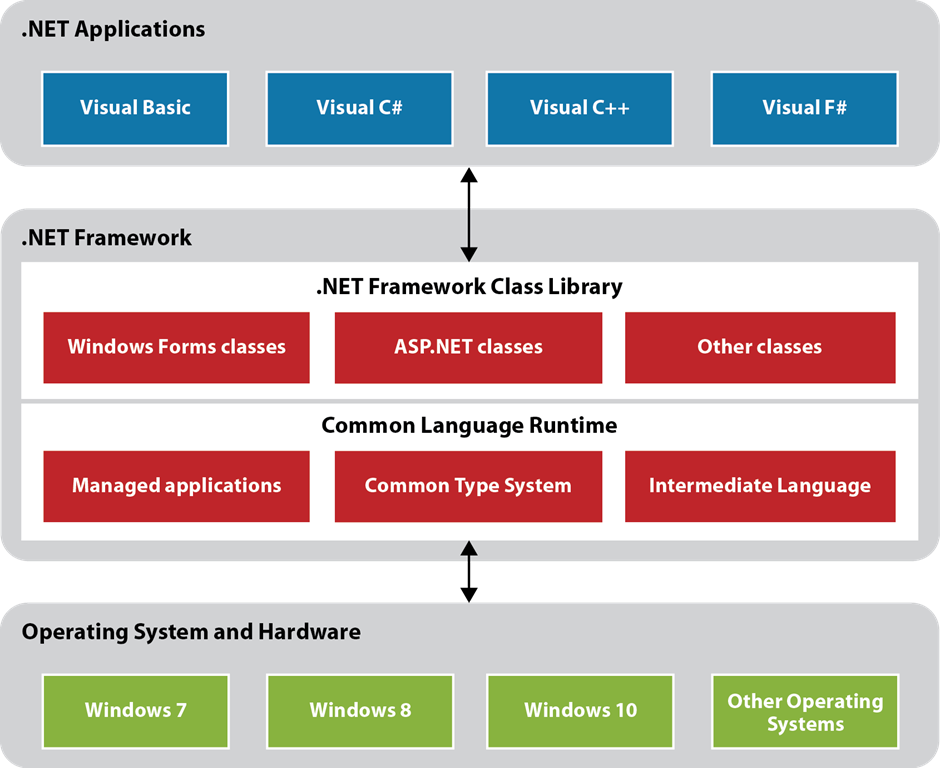 .NET Applications
Visual Basic
Visual C#
Visual C++
Visual F#
.NET Framework
.NET Framework Class Library
Windows Forms classes
ASP.NET classes
Other classes
Common Language Runtime
Managed applications
Common Type System
Intermediate Language
Operating System and Hardware
Windows 7
Windows 8
Windows 10
Other Operating
Systems